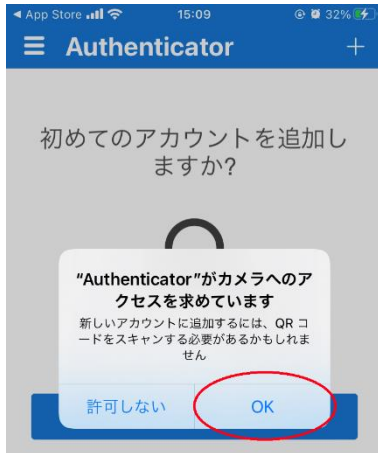 ◀ App Store 15:09 32%
Authenticator
初めてのアカウントを追加し
ますか?
“Authenticator”がカメラへのア
クセスを求めています
新しいアカウントに追加するには、QR コ
ードをスキャンする必要があるかもしれま
せん
許可しない OK